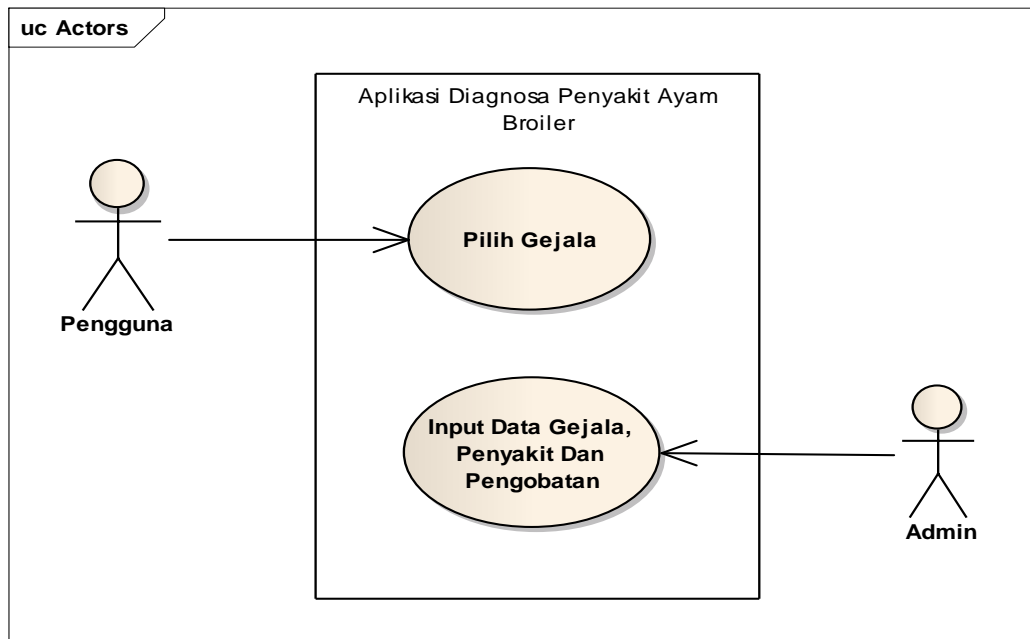 uc Actors
Aplikasi Diagnosa Penyakit Ayam
Broiler
Pilih Gejala
Pengguna
Input Data Gejala,
Penyakit Dan
Pengobatan
Admin